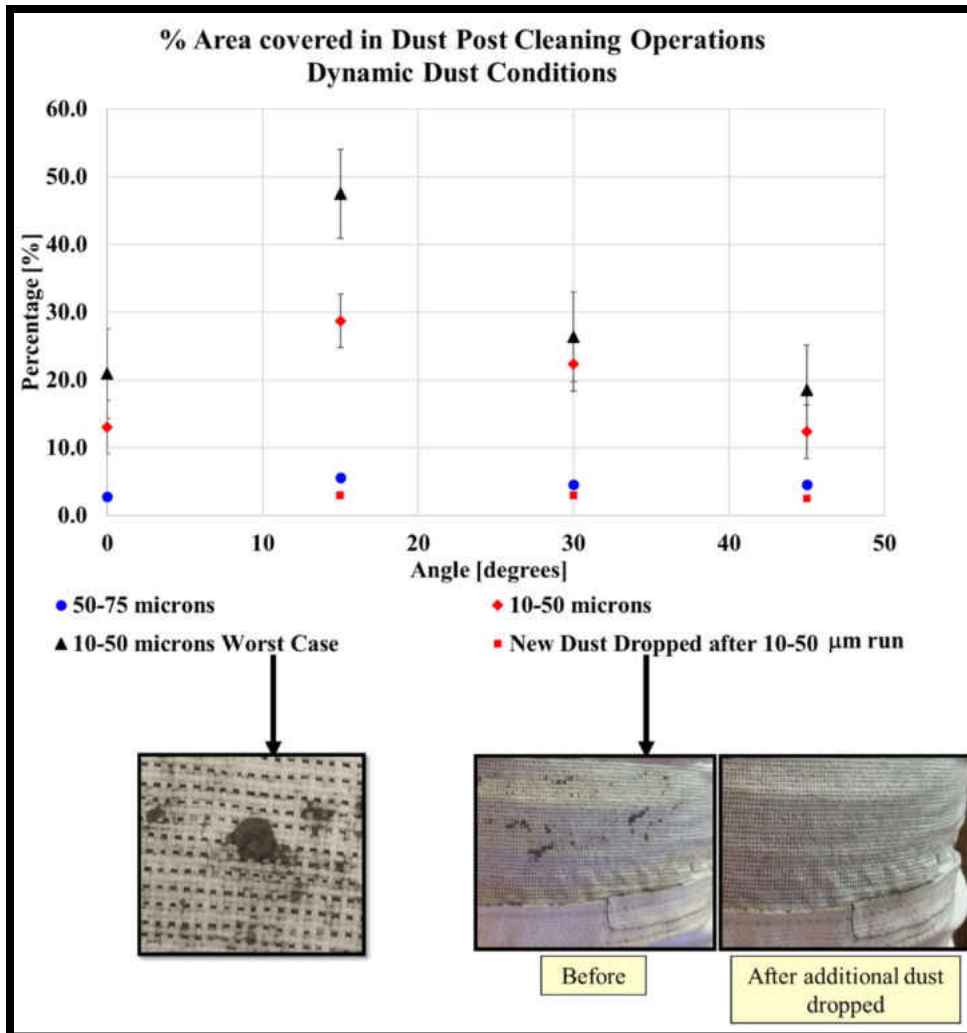 % Area covered in Dust Post Cleaning Operations
Dynamic Dust Conditions
60.0
50.0
40.0
30.0
20.0
10.0
0.0
Percentage [%]
0
10
20
30
40
50
Angle [degrees]
50-75 microns
10-50 microns
10-50 microns Worst Case
New Dust Dropped after 10-50 μm run
Before
After additional dust
dropped